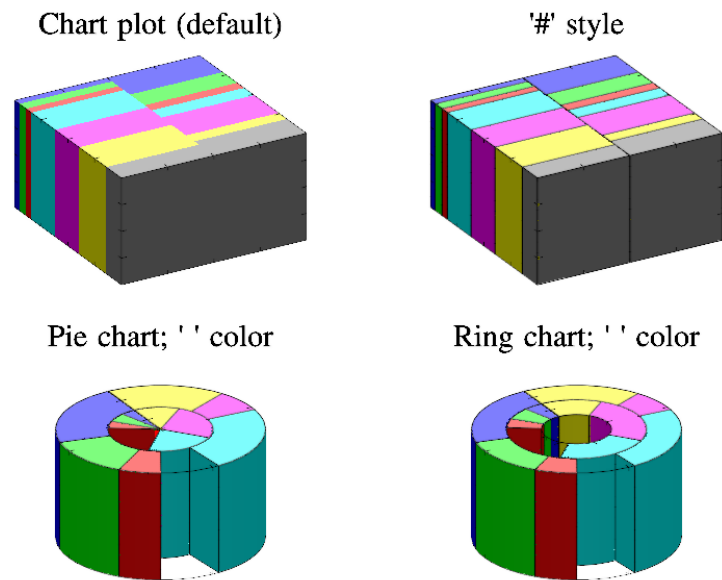 Chart plot (default)
'#' style
Pie chart; ' ' color
Ring chart; ' ' color